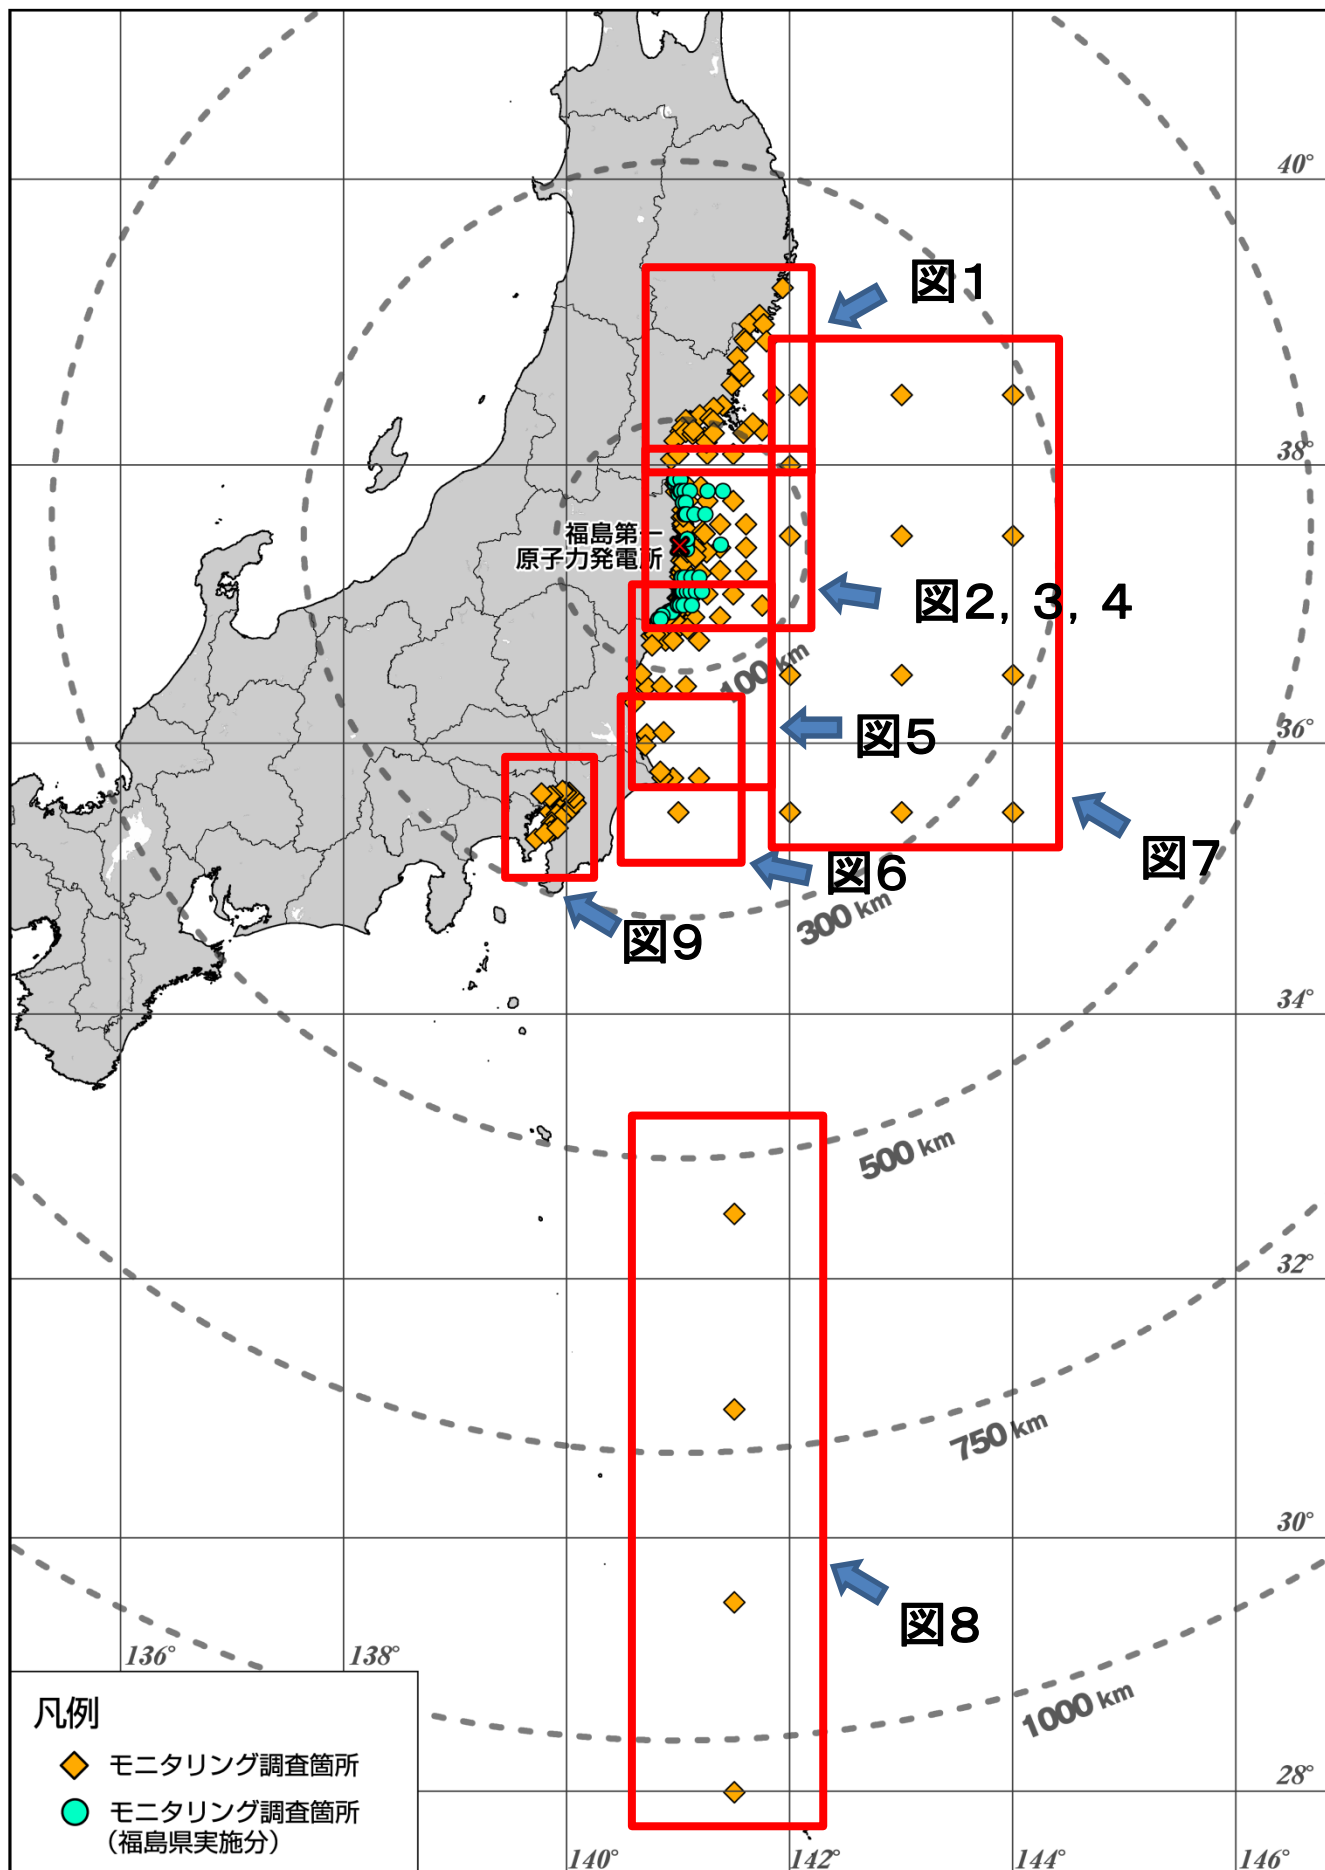 40°
図1
38°
福島第一
原子力発電所
図2, 3, 4
100 km
図5
36°
図7
図6
300 km
図9
34°
500 km
32°
750 km
30°
図8
136°
138°
1000 km
凡例
モニタリング調査箇所
28°
モニタリング調査箇所
（福島県実施分）
140°
142°
144°
146°